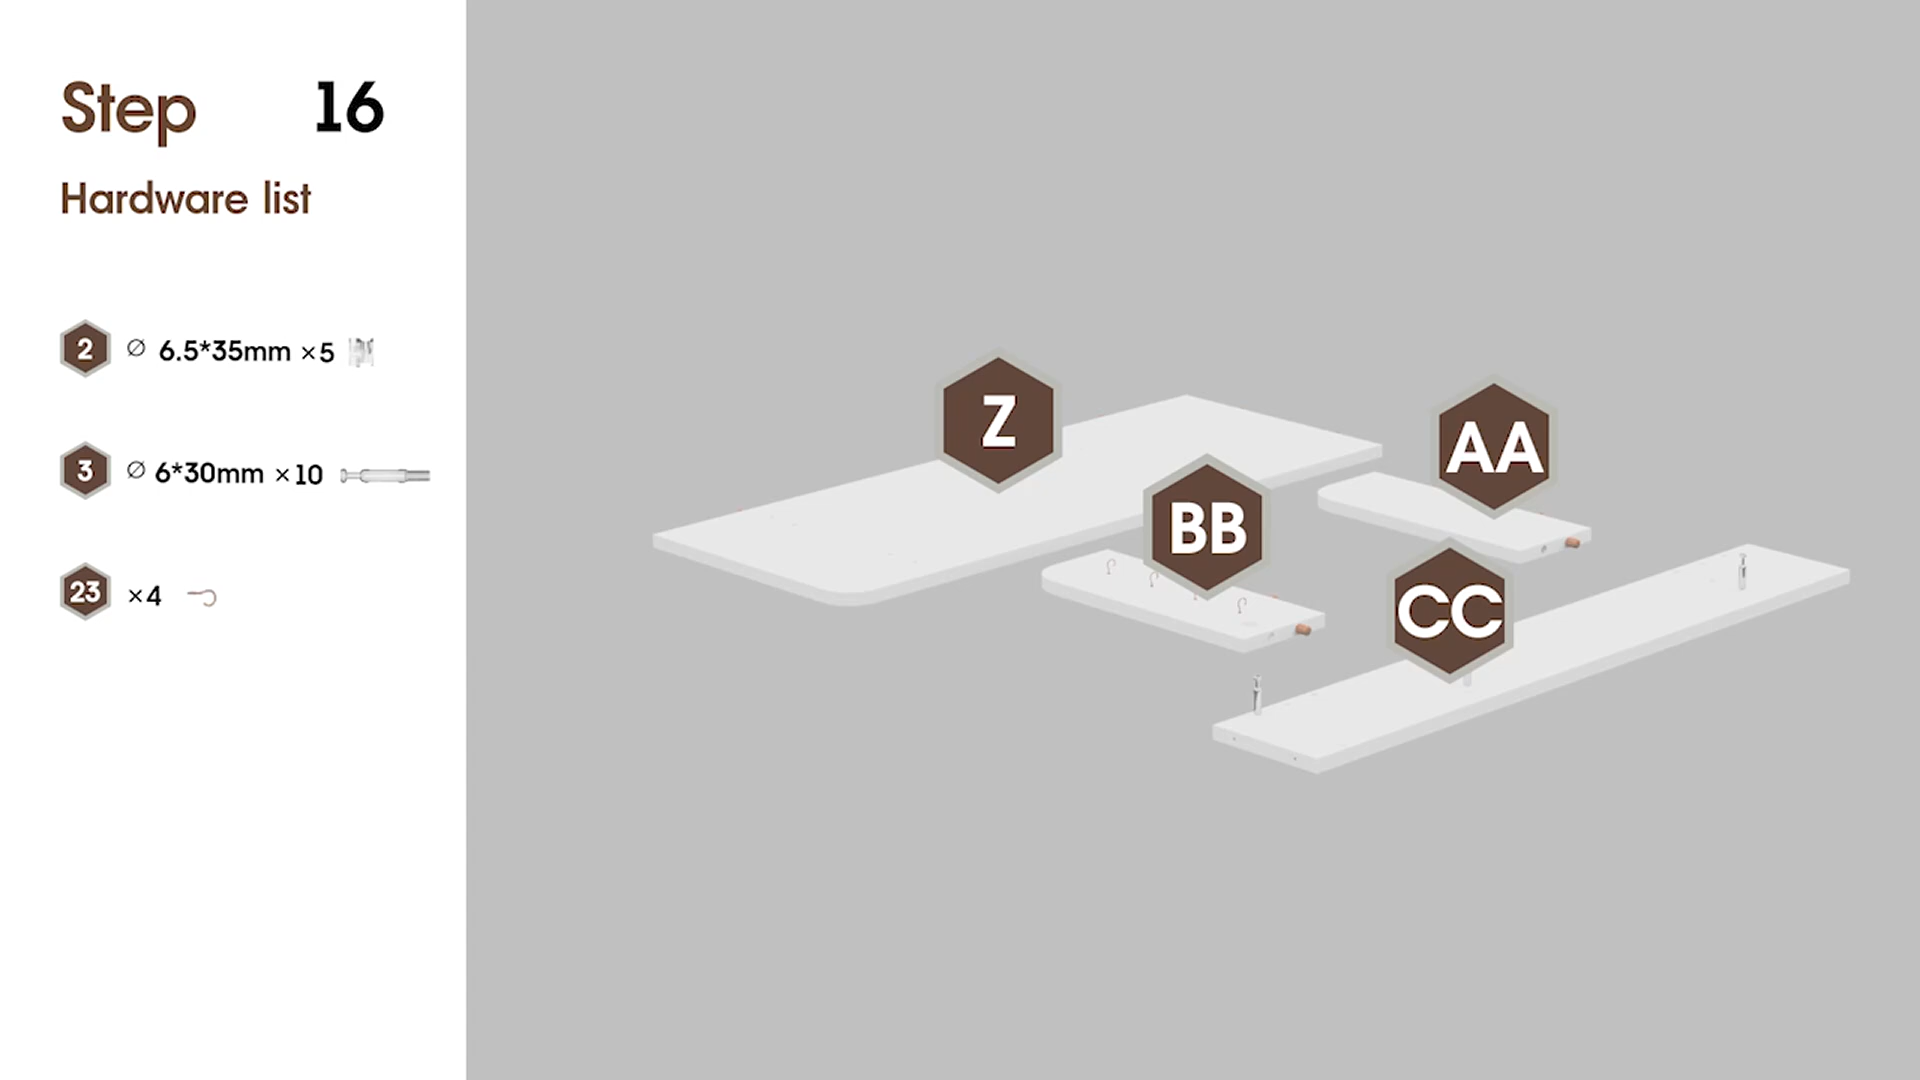 Step 16
Hardware list
2 ∅ 6.5*35mm ×5
3 ∅ 6*30mm ×10
23 ×4
Z
AA
BB
CC